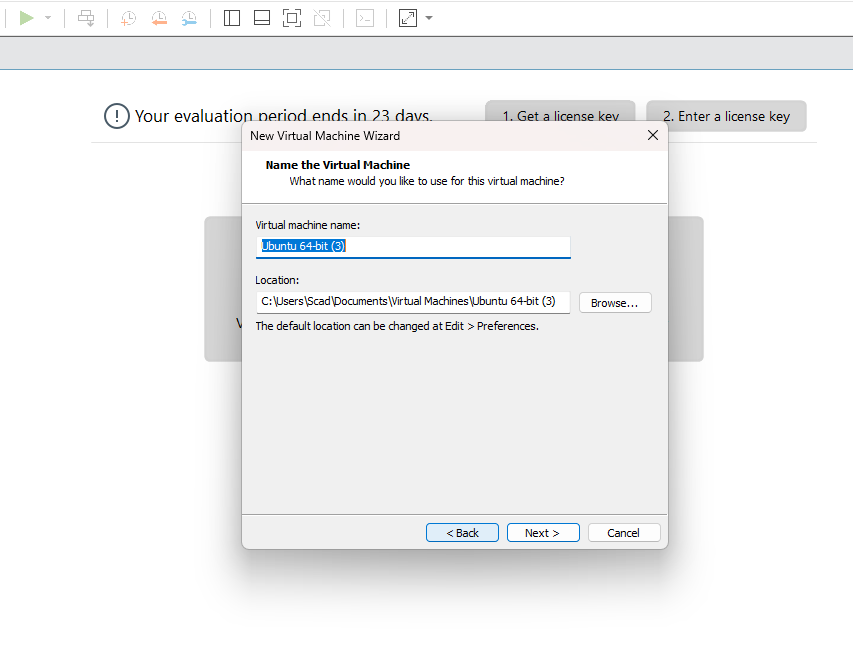 Your evaluation period ends in 23 days.
1. Get a license key
2. Enter a license key
New Virtual Machine Wizard
Name the Virtual Machine
What name would you like to use for this virtual machine?
Virtual machine name:
Ubuntu 64-bit (3)
Location:
C:\Users\Scad\Documents\Virtual Machines\Ubuntu 64-bit (3)
Browse...
The default location can be changed at Edit > Preferences.
< Back
Next >
Cancel